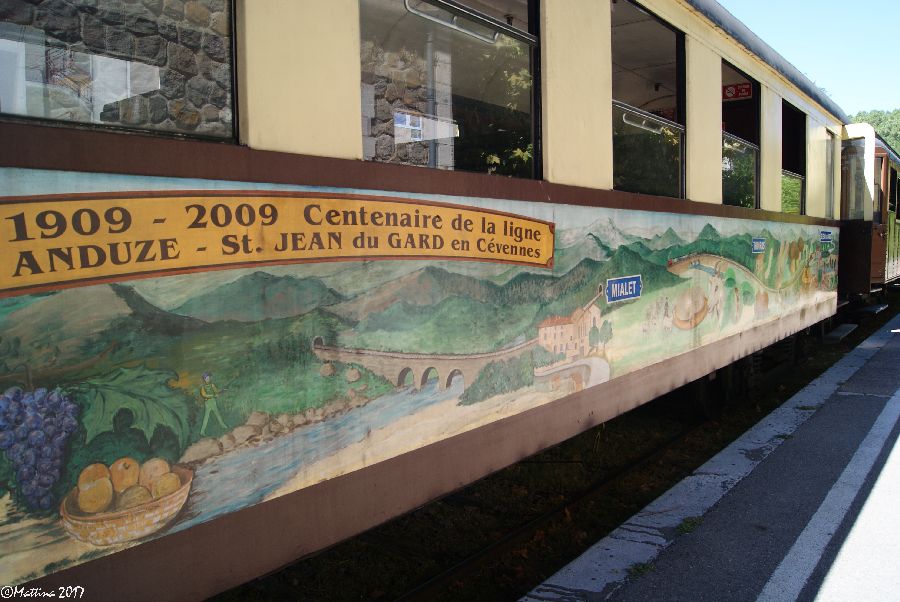 1909 - 2009 Centenaire de la ligne
ANDUZE - St. JEAN du GARD en Cévennes
MIALET
©Mattina 2017